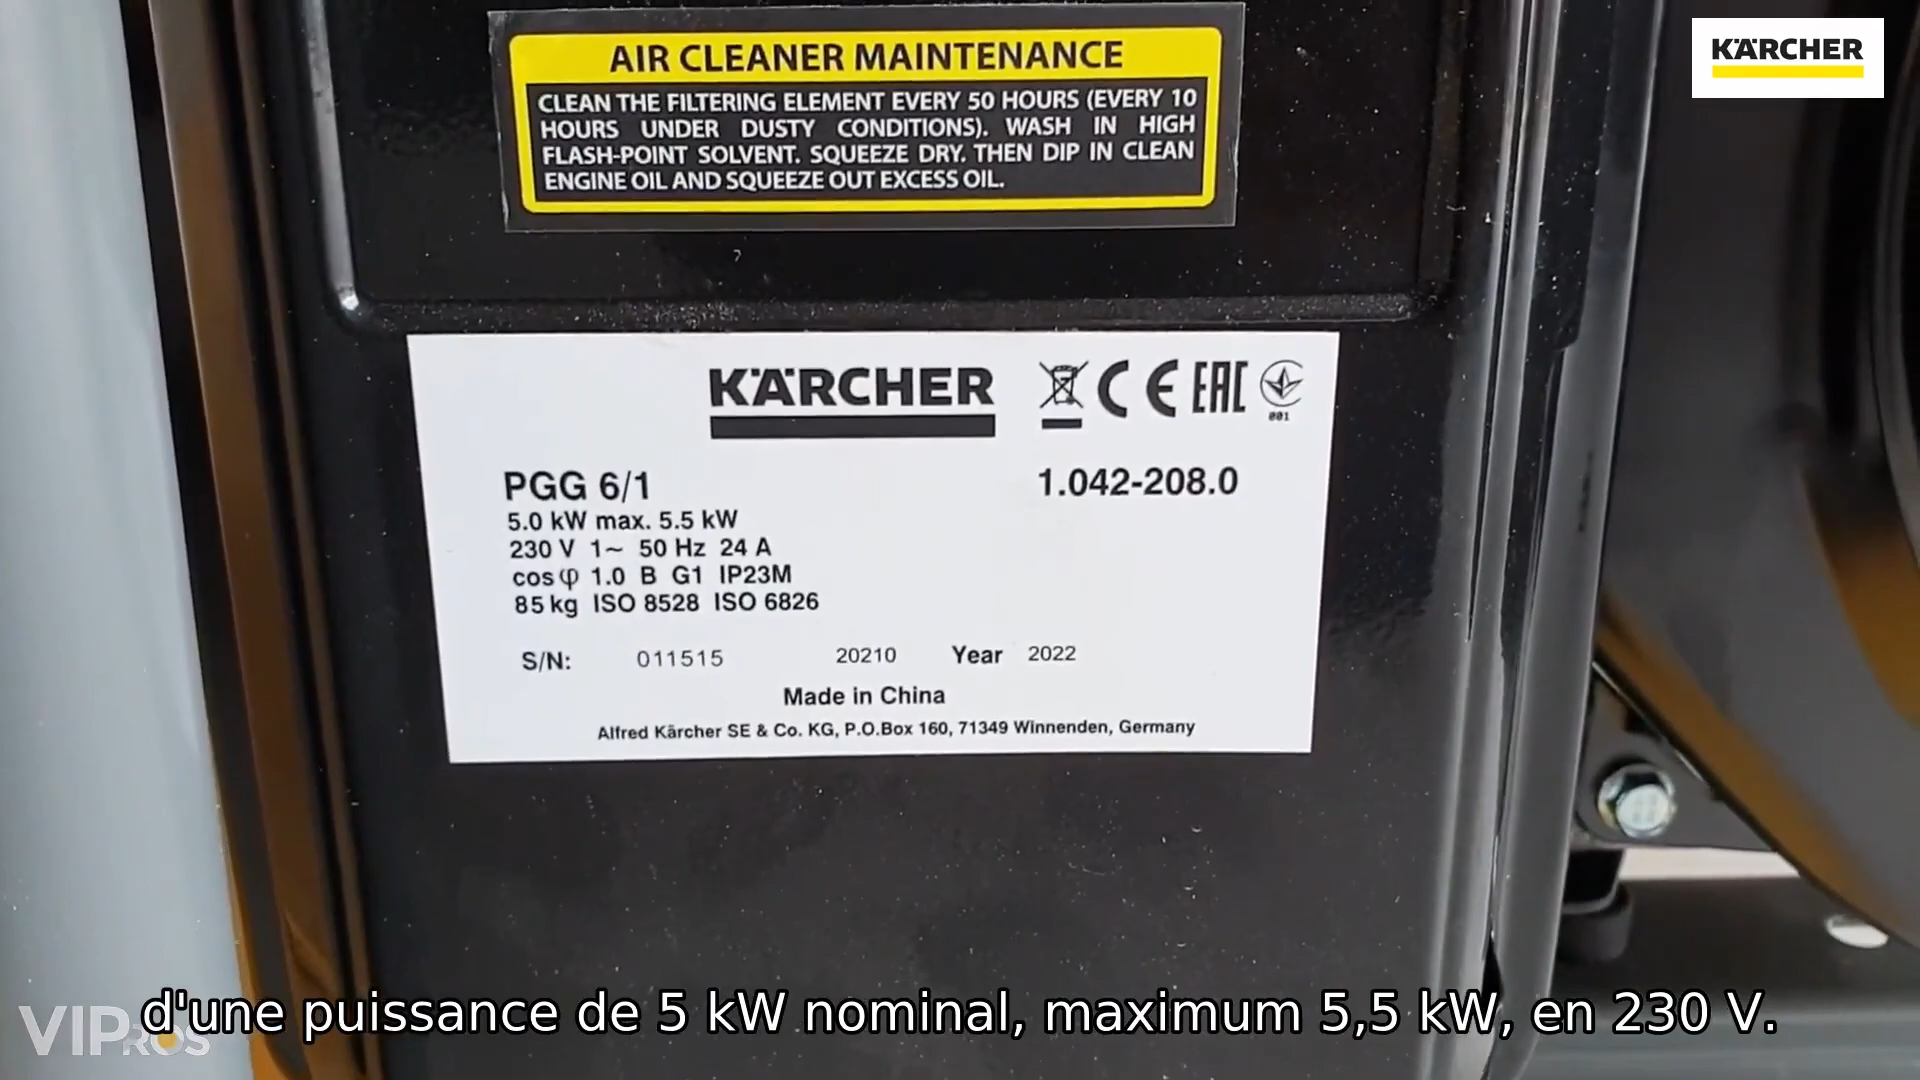 KÄRCHER
AIR CLEANER MAINTENANCE
CLEAN THE FILTERING ELEMENT EVERY 50 HOURS (EVERY 10
HOURS UNDER DUSTY CONDITIONS). WASH IN HIGH
FLASH-POINT SOLVENT. SQUEEZE DRY. THEN DIP IN CLEAN
ENGINE OIL AND SQUEEZE OUT EXCESS OIL.
KÄRCHER CE EAC
001
PGG 6/1 1.042-208.0
5.0 kW max. 5.5 kW
230 V 1~ 50 Hz 24 A
cos φ 1.0 B G1 IP23M
85 kg ISO 8528 ISO 6826
S/N: 011515 20210 Year 2022
Made in China
Alfred Kärcher SE & Co. KG, P.O.Box 160, 71349 Winnenden, Germany
d'une puissance de 5 kW nominal, maximum 5,5 kW, en 230 V.
VIPROS